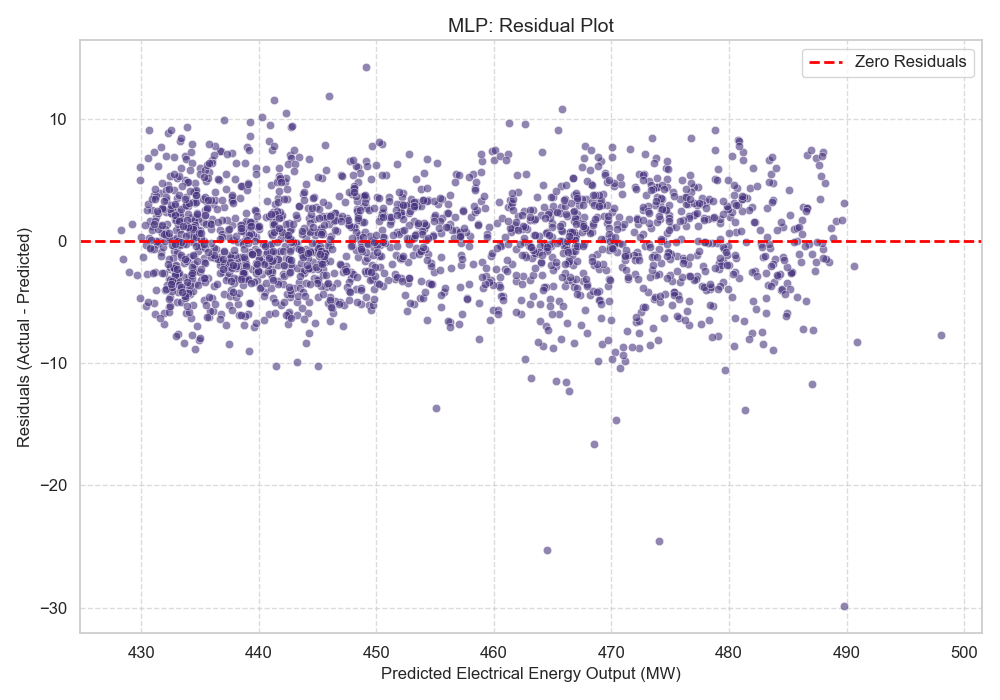 MLP: Residual Plot
Zero Residuals
Residuals (Actual - Predicted)
10
0
−10
−20
−30
430 440 450 460 470 480 490 500
Predicted Electrical Energy Output (MW)